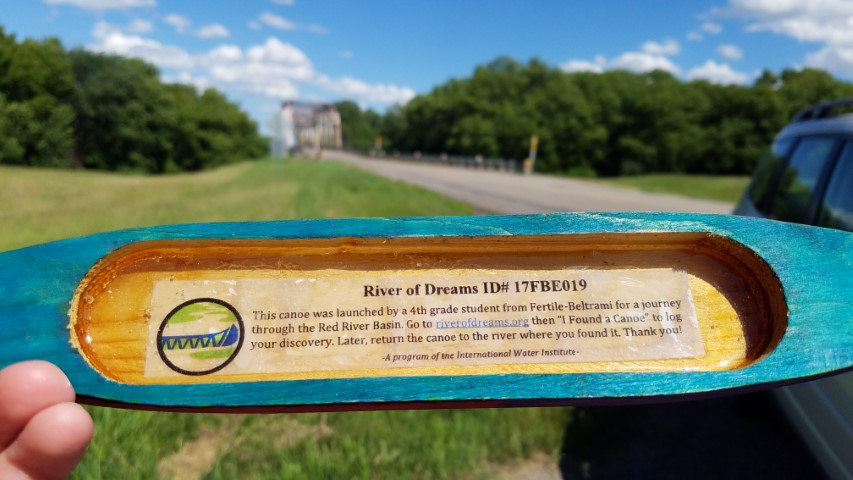 River of Dreams ID# 17FBE019
This canoe was launched by a 4th grade student from Fertile-Beltrami for a journey
through the Red River Basin. Go to riverofdreams.org then "I Found a Canoe" to log
your discovery. Later, return the canoe to the river where you found it. Thank you!
-A program of the International Water Institute-